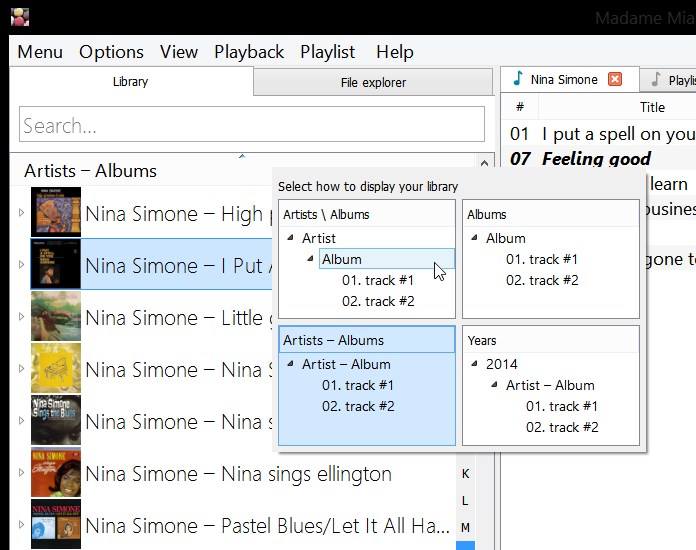 Madame Mia
Menu Options View Playback Playlist Help
Library
File explorer
Nina Simone
Playlis
Search...
# Title
01 I put a spell on you
07 Feeling good
learn
business
gone to
Artists – Albums
Nina Simone – High p
Nina Simone – I Put A
Nina Simone – Little g
Nina Simone – Nina S
Nina Simone – Nina S
Nina Simone – Nina sings ellington
Nina Simone – Pastel Blues/Let It All Ha...
K
L
M
Select how to display your library
Artists \ Albums
Artist
Album
01. track #1
02. track #2
Albums
Album
01. track #1
02. track #2
Artists – Albums
Artist – Album
01. track #1
02. track #2
Years
2014
Artist – Album
01. track #1
02. track #2